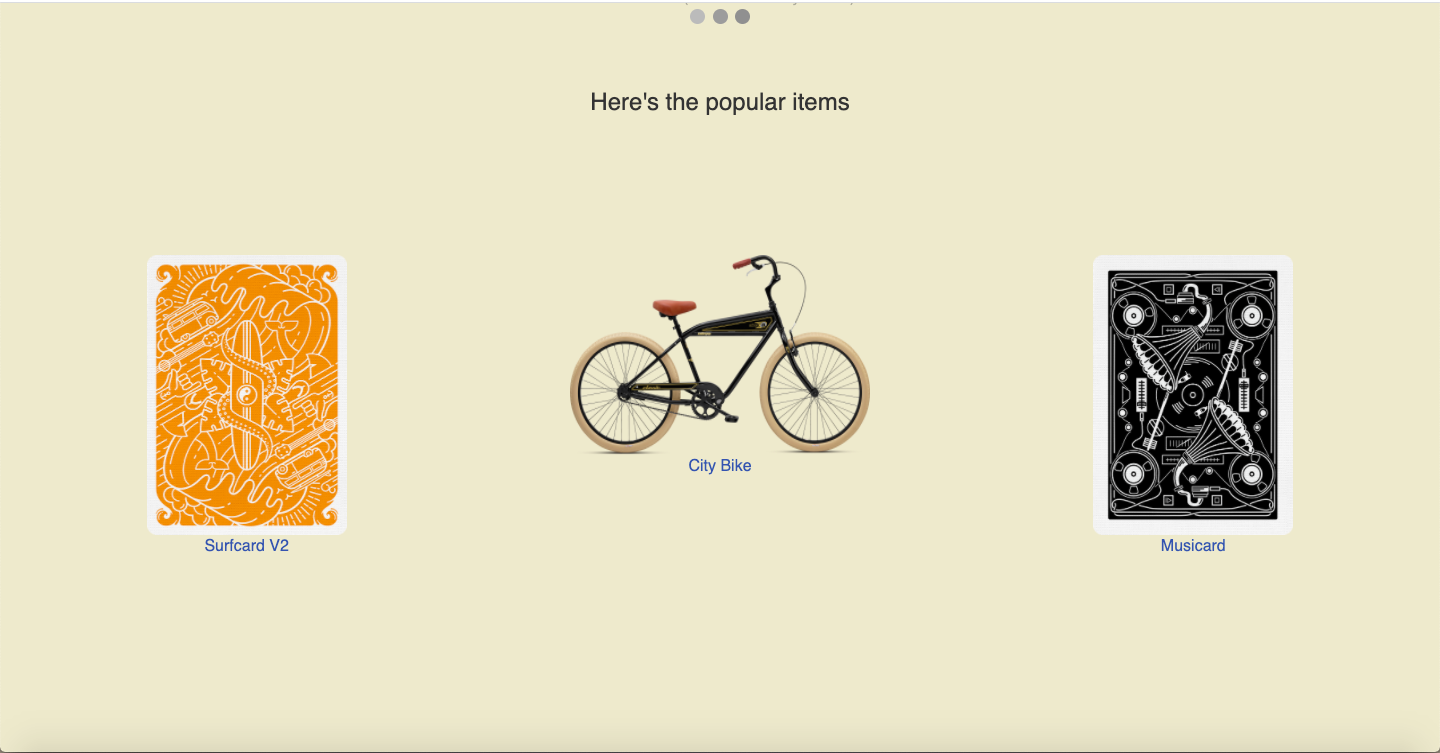 Here's the popular items
City Bike
Surfcard V2
Musicard